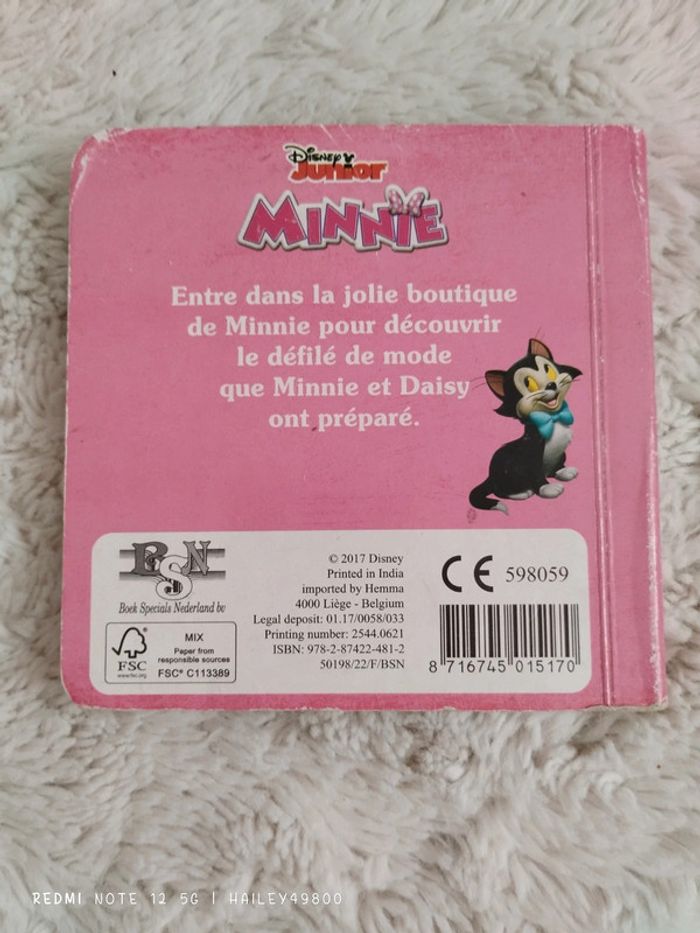 Disney
Junior
MINNIE
Entre dans la jolie boutique
de Minnie pour découvrir
le défilé de mode
que Minnie et Daisy
ont préparé.
BSN
Boek Specials Nederland bv
FSC
www.fsc.org
MIX
Paper from
responsible sources
FSC® C113389
© 2017 Disney
Printed in India
imported by Hemma
4000 Liège - Belgium
Legal deposit: 01.17/0058/033
Printing number: 2544.0621
ISBN: 978-2-87422-481-2
50198/22/F/BSN
CE 598059
8 716745 015170
REDMI NOTE 12 5G | HAILEY49800